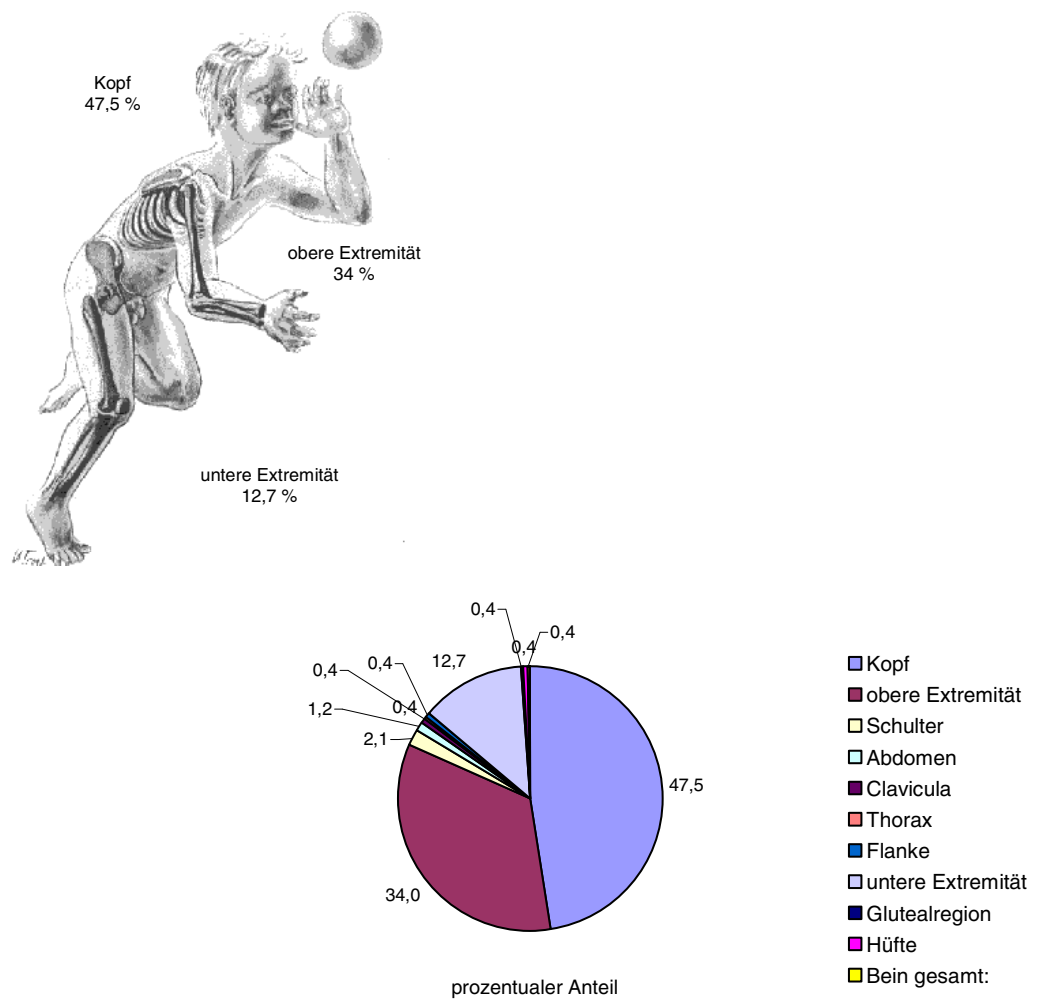 Kopf
47,5 %
obere Extremität
34 %
untere Extremität
12,7 %
0,4
0,4
0,4
12,7
0,4
0,4
0,4
1,2
2,1
47,5
34,0
prozentualer Anteil
Kopf
obere Extremität
Schulter
Abdomen
Clavicula
Thorax
Flanke
untere Extremität
Glutealregion
Hüfte
Bein gesamt: